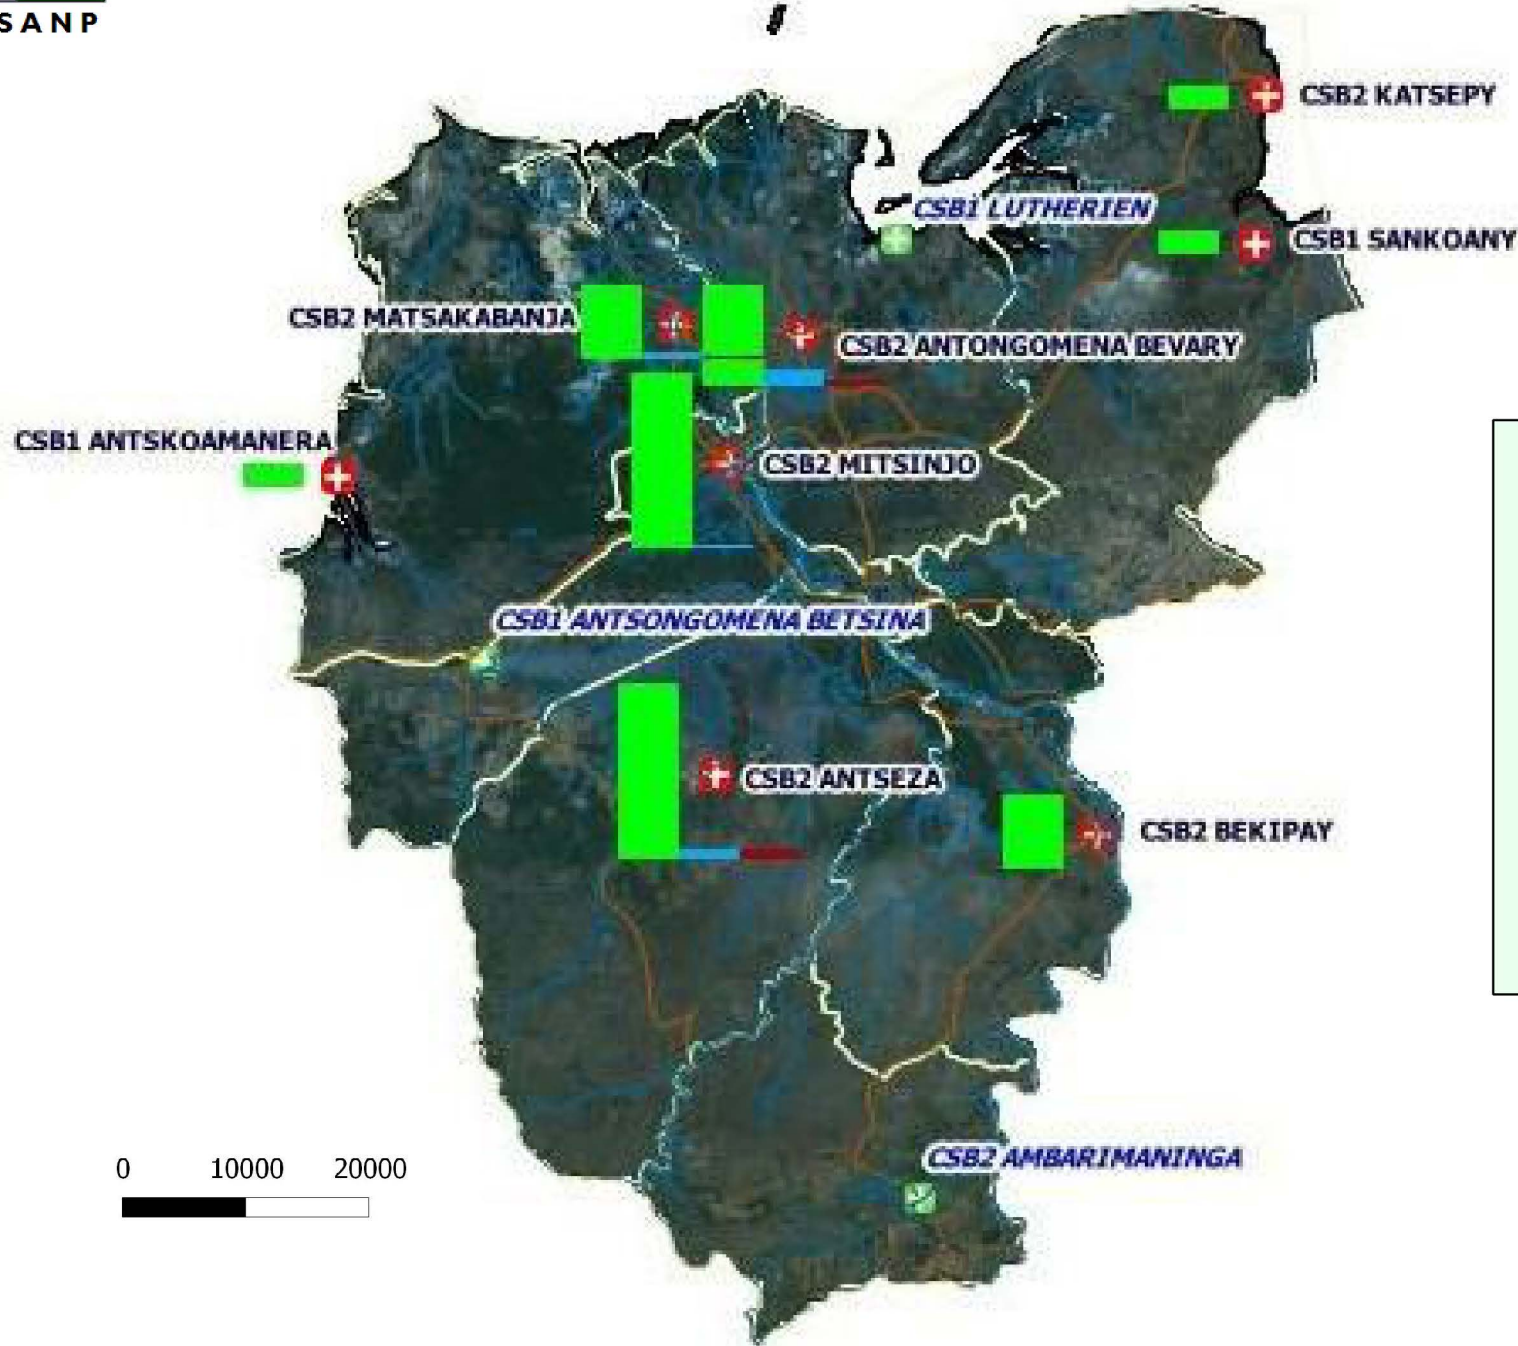 SANP
CSB2 KATSEPY
CSB1 LUTHERIEN
CSB1 SANKOANY
CSB2 MATSAKABANJA
CSB2 ANTONGOMENA BEVARY
CSB1 ANTSKOAMANERA
CSB2 MITSINJO
CSB1 ANTSONGOMENA BETSINA
CSB2 ANTSEZA
CSB2 BEKIPAY
CSB2 AMBARIMANINGA
0 10000 20000